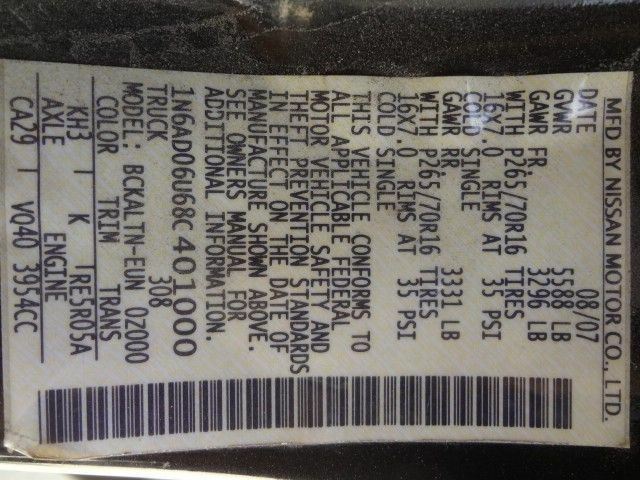 MFD BY NISSAN MOTOR CO., LTD.
DATE 08/07
GVWR 5588 LB
GAWR FR. 3296 LB
WITH P265/70R16 TIRES
16X7.0 RIMS AT 35 PSI
COLD SINGLE
GAWR RR. 3331 LB
WITH P265/70R16 TIRES
16X7.0 RIMS AT 35 PSI
COLD SINGLE
THIS VEHICLE CONFORMS TO
ALL APPLICABLE FEDERAL
MOTOR VEHICLE SAFETY AND
THEFT PREVENTION STANDARDS
IN EFFECT ON THE DATE OF
MANUFACTURE SHOWN ABOVE.
SEE OWNERS MANUAL FOR
ADDITIONAL INFORMATION.
1N6AD06U68C401000
TRUCK 308
MODEL: BCKALTN-EUN 0Z000
COLOR TRIM TRANS
KH3 | K RE5R05A
AXLE ENGINE
CA29 | VQ40 3954CC